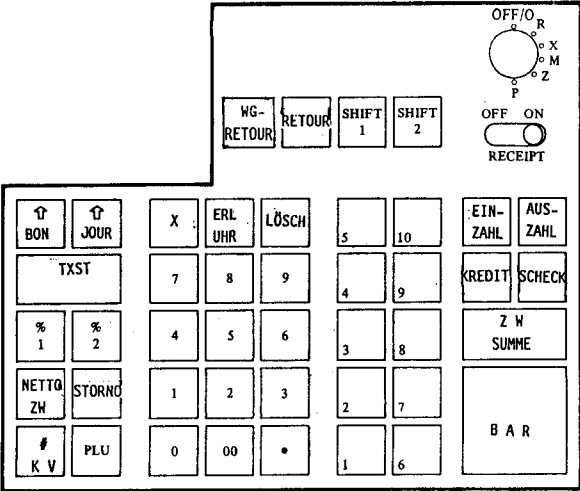 OFF/O
R
X
M
Z
P
WG-
RETOUR
RETOUR
SHIFT
1
SHIFT
2
OFF ON
RECEIPT
⇧
BON
⇧
JOUR
X
ERL
UHR
LÖSCH
5
10
EIN-
ZAHL
AUS-
ZAHL
TXST
7
8
9
4
9
KREDIT
SCHECK
%
1
%
2
4
5
6
3
8
Z W
SUMME
NETTO
ZW
STORNO
1
2
3
2
7
BAR
#
K V
PLU
0
00
•
1
6